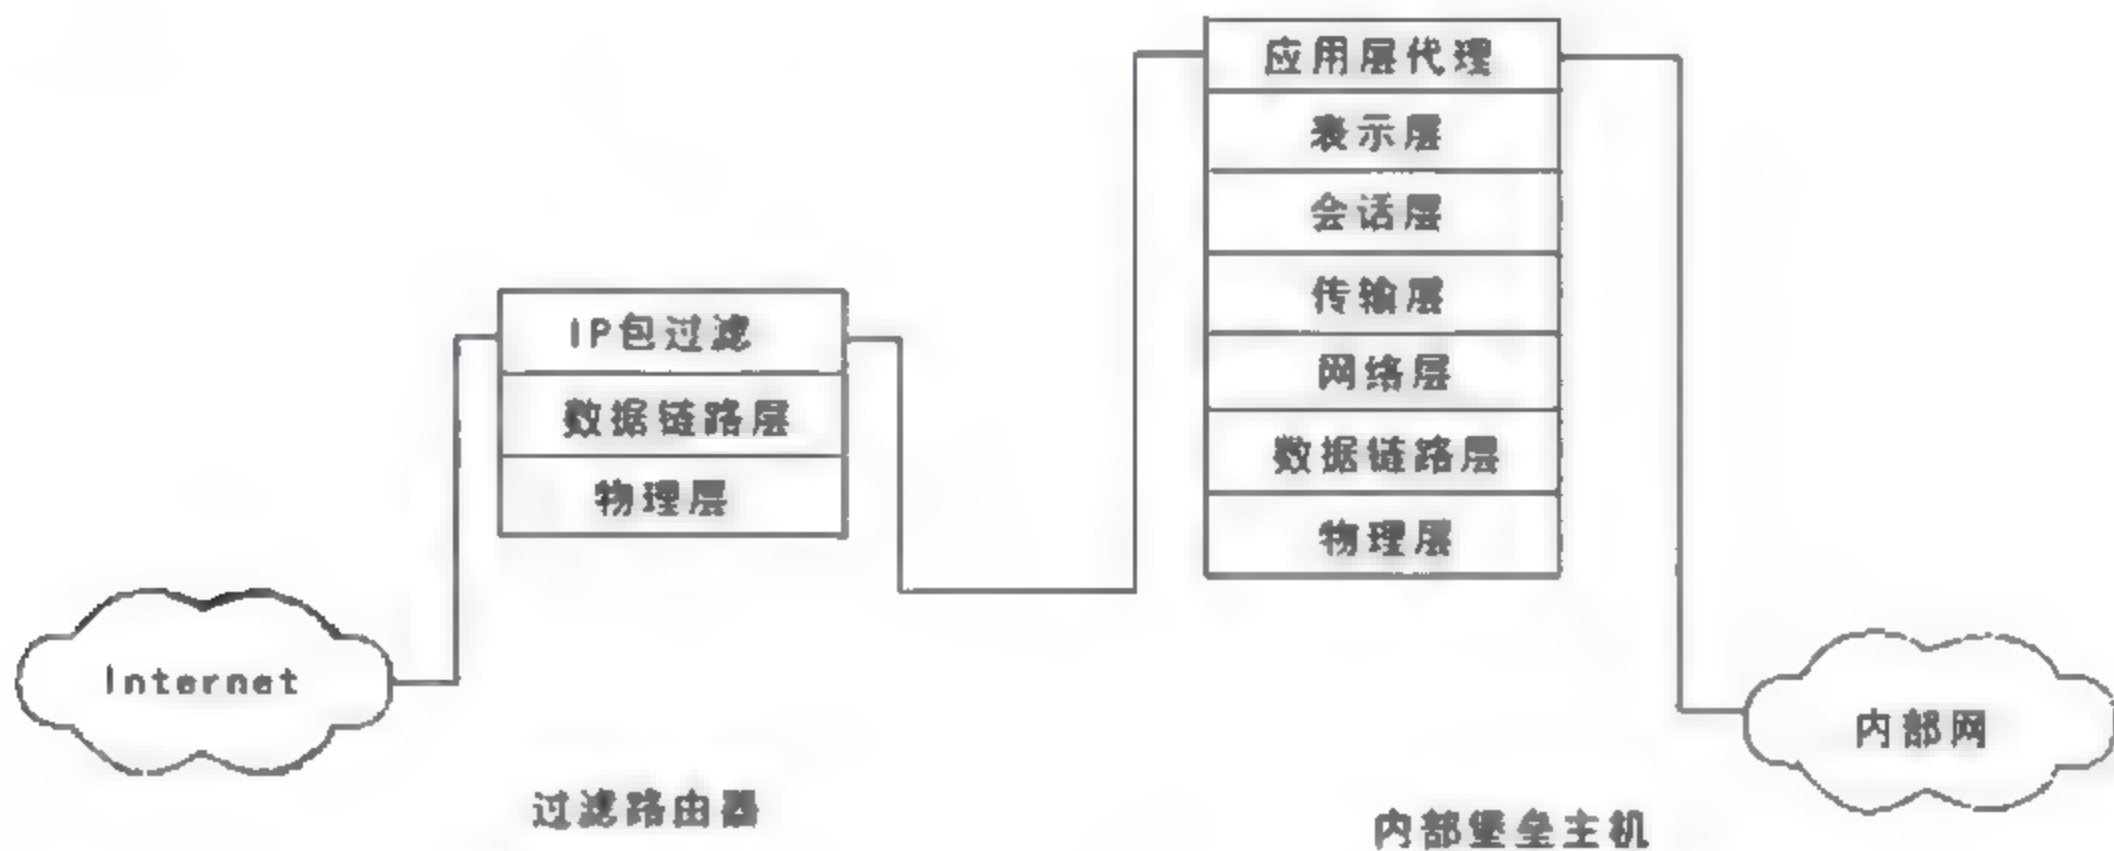 应用层代理
表示层
会话层
传输层
网络层
数据链路层
物理层
IP包过滤
数据链路层
物理层
Internet
内部网
过滤路由器
内部堡垒主机